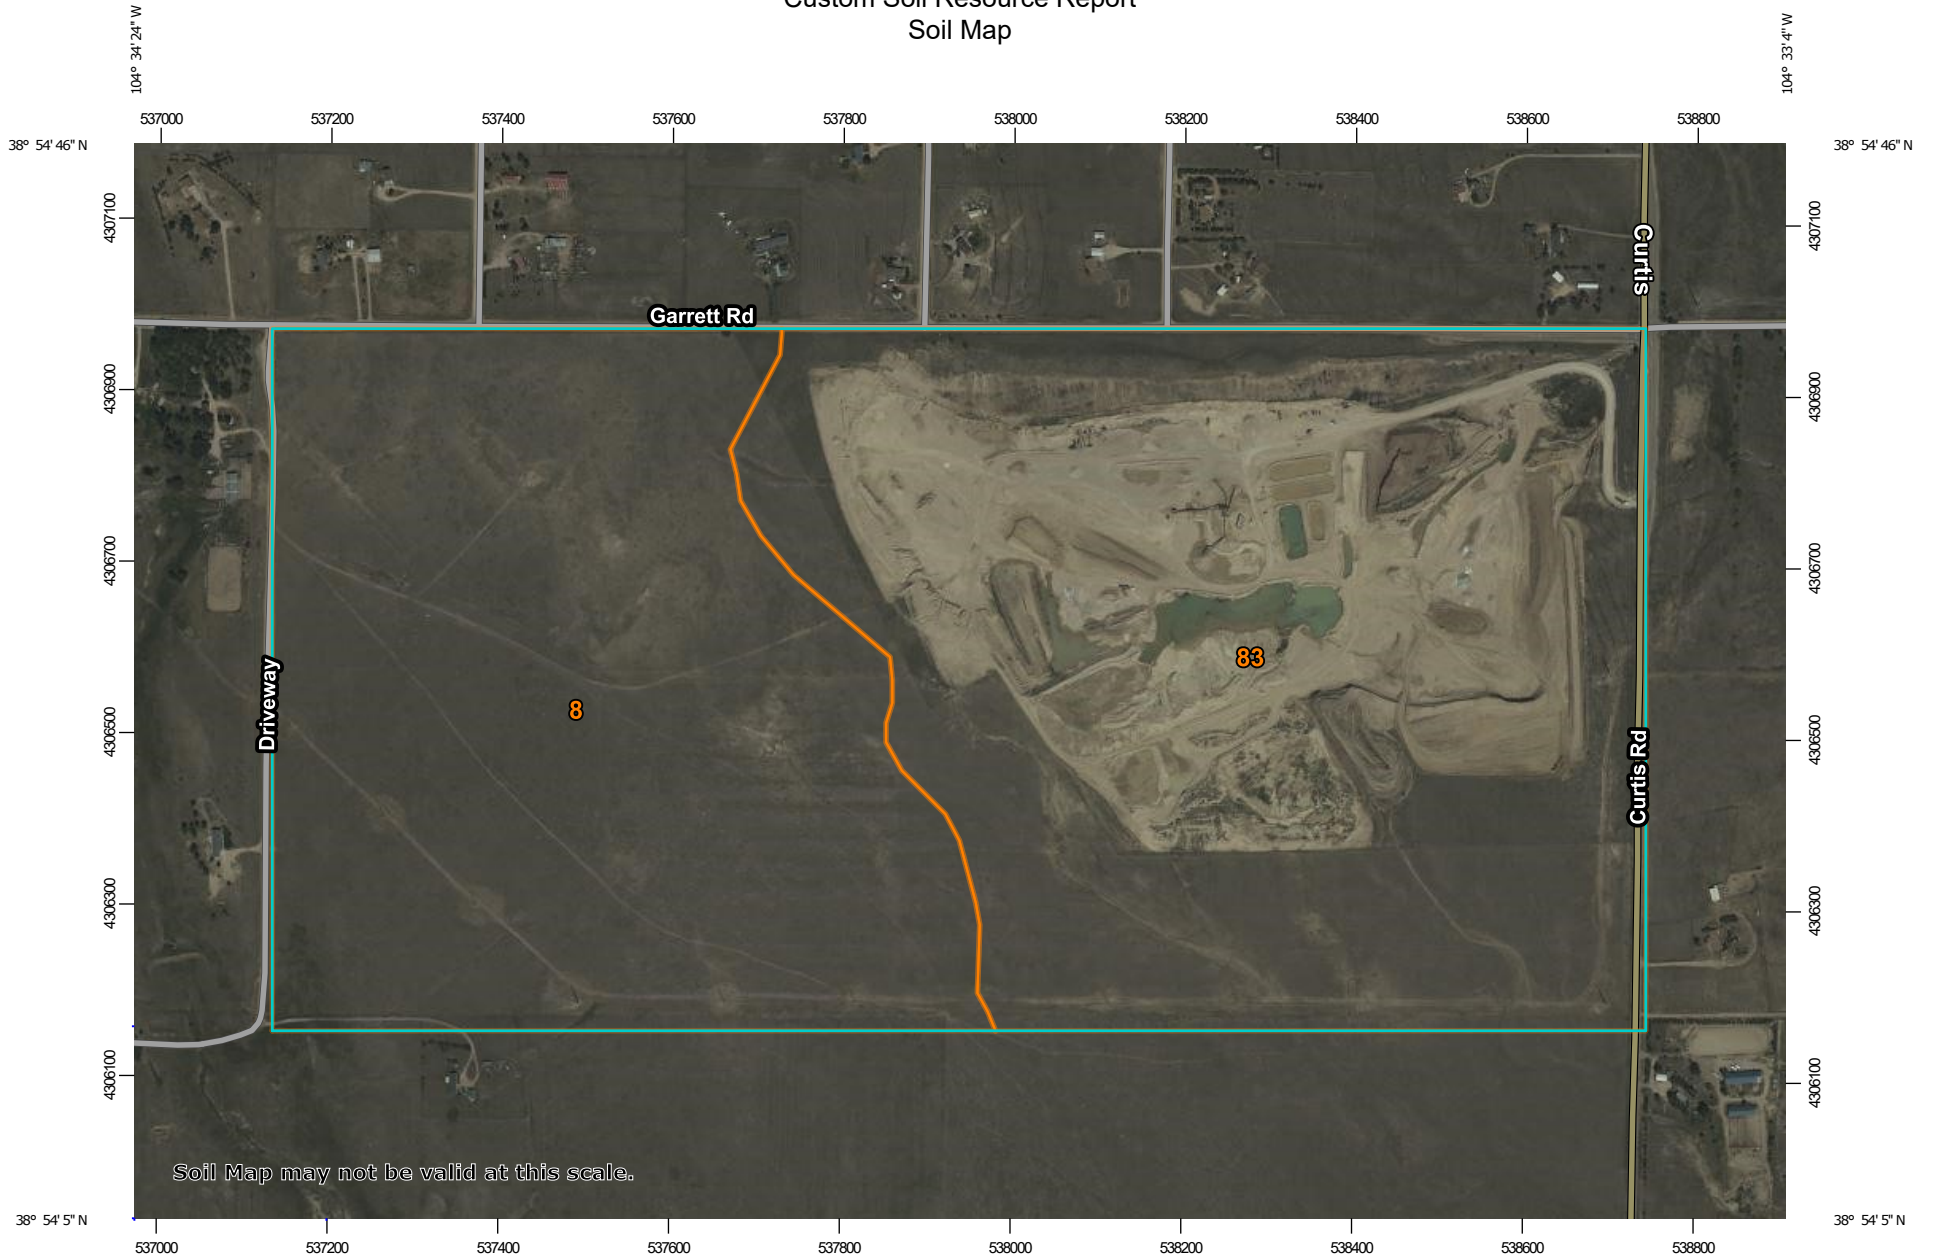 Custom Soil Resource Report
Soil Map
104° 34' 24" W
104° 33' 4" W
537000 537200 537400 537600 537800 538000 538200 538400 538600 538800
38° 54' 46" N
38° 54' 46" N
4307100
4307100
Curtis
Garrett Rd
4306900
4306900
4306700
4306700
83
Driveway
8
4306500
4306500
Curtis Rd
4306300
4306300
4306100
4306100
Soil Map may not be valid at this scale.
38° 54' 5" N
38° 54' 5" N
537000 537200 537400 537600 537800 538000 538200 538400 538600 538800